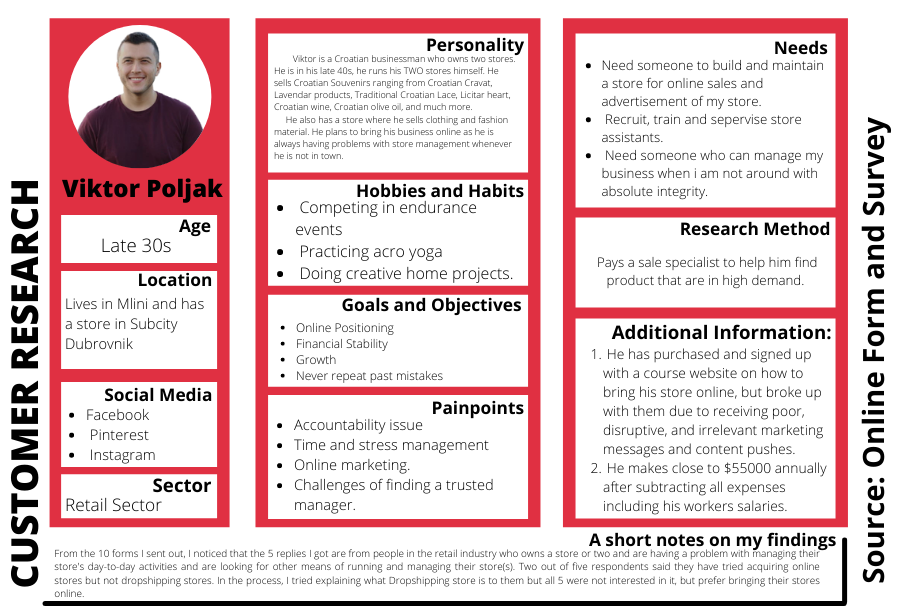 CUSTOMER RESEARCH
Viktor Poljak
Age
Late 30s
Location
Lives in Mlini and has
a store in Subcity
Dubrovnik
Social Media
• Facebook
• Pinterest
• Instagram
Sector
Retail Sector
Personality
Viktor is a Croatian businessman who owns two stores.
He is in his late 40s, he runs his TWO stores himself. He
sells Croatian Souvenirs ranging from Croatian Cravat,
Lavendar products, Traditional Croatian Lace, Licitar heart,
Croatian wine, Croatian olive oil, and much more.
He also has a store where he sells clothing and fashion
material. He plans to bring his business online as he is
always having problems with store management whenever
he is not in town.
Hobbies and Habits
• Competing in endurance
events
• Practicing acro yoga
• Doing creative home projects.
Goals and Objectives
• Online Positioning
• Financial Stability
• Growth
• Never repeat past mistakes
Painpoints
• Accountability issue
• Time and stress management
• Online marketing.
• Challenges of finding a trusted
manager.
Needs
• Need someone to build and maintain
a store for online sales and
advertisement of my store.
• Recruit, train and sepervise store
assistants.
• Need someone who can manage my
business when i am not around with
absolute integrity.
Research Method
Pays a sale specialist to help him find
product that are in high demand.
Additional Information:
1. He has purchased and signed up
with a course website on how to
bring his store online, but broke up
with them due to receiving poor,
disruptive, and irrelevant marketing
messages and content pushes.
2. He makes close to $55000 annually
after subtracting all expenses
including his workers salaries.
A short notes on my findings
From the 10 forms I sent out, I noticed that the 5 replies I got are from people in the retail industry who owns a store or two and are having a problem with managing their
store's day-to-day activities and are looking for other means of running and managing their store(s). Two out of five respondents said they have tried acquiring online
stores but not dropshipping stores. In the process, I tried explaining what Dropshipping store is to them but all 5 were not interested in it, but prefer bringing their stores
online.
Source: Online Form and Survey